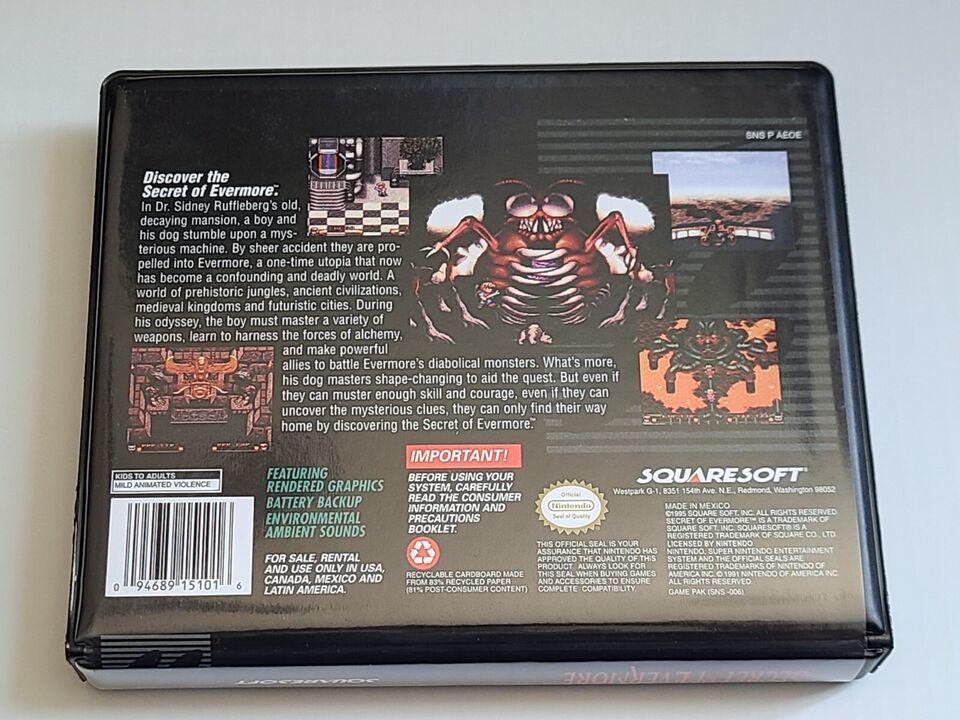 SNS P AEOE
Discover the
Secret of Evermore™
In Dr. Sidney Ruffleberg's old,
decaying mansion, a boy and
his dog stumble upon a mys-
terious machine. By sheer accident they are pro-
pelled into Evermore, a one-time utopia that now
has become a confounding and deadly world. A
world of prehistoric jungles, ancient civilizations,
medieval kingdoms and futuristic cities. During
his odyssey, the boy must master a variety of
weapons, learn to harness the forces of alchemy,
and make powerful
allies to battle Evermore's diabolical monsters. What's more,
his dog masters shape-changing to aid the quest. But even if
they can muster enough skill and courage, even if they can
uncover the mysterious clues, they can only find their way
home by discovering the Secret of Evermore.™
KIDS TO ADULTS
MILD ANIMATED VIOLENCE
0 94689 15101 6
FEATURING
RENDERED GRAPHICS
BATTERY BACKUP
ENVIRONMENTAL
AMBIENT SOUNDS
FOR SALE, RENTAL
AND USE ONLY IN USA,
CANADA, MEXICO AND
LATIN AMERICA.
IMPORTANT!
BEFORE USING YOUR
SYSTEM, CAREFULLY
READ THE CONSUMER
INFORMATION AND
PRECAUTIONS
BOOKLET.
RECYCLABLE CARDBOARD MADE
FROM 83% RECYCLED PAPER
(81% POST-CONSUMER CONTENT)
Official
Nintendo
Seal of Quality
THIS OFFICIAL SEAL IS YOUR
ASSURANCE THAT NINTENDO HAS
APPROVED THE QUALITY OF THIS
PRODUCT. ALWAYS LOOK FOR
THIS SEAL WHEN BUYING GAMES
AND ACCESSORIES TO ENSURE
COMPLETE COMPATIBILITY.
SQUARESOFT®
Westpark G-1, 8351 154th Ave. N.E., Redmond, Washington 98052
MADE IN MEXICO
©1995 SQUARE SOFT, INC. ALL RIGHTS RESERVED.
SECRET OF EVERMORE™ IS A TRADEMARK OF
SQUARE SOFT, INC. SQUARESOFT® IS A
REGISTERED TRADEMARK OF SQUARE CO., LTD
LICENSED BY NINTENDO
NINTENDO, SUPER NINTENDO ENTERTAINMENT
SYSTEM AND THE OFFICIAL SEALS ARE
REGISTERED TRADEMARKS OF NINTENDO OF
AMERICA INC. © 1991 NINTENDO OF AMERICA INC.
ALL RIGHTS RESERVED.
GAME PAK (SNS -006)
SQUARESOFT
SECRET of EVERMORE